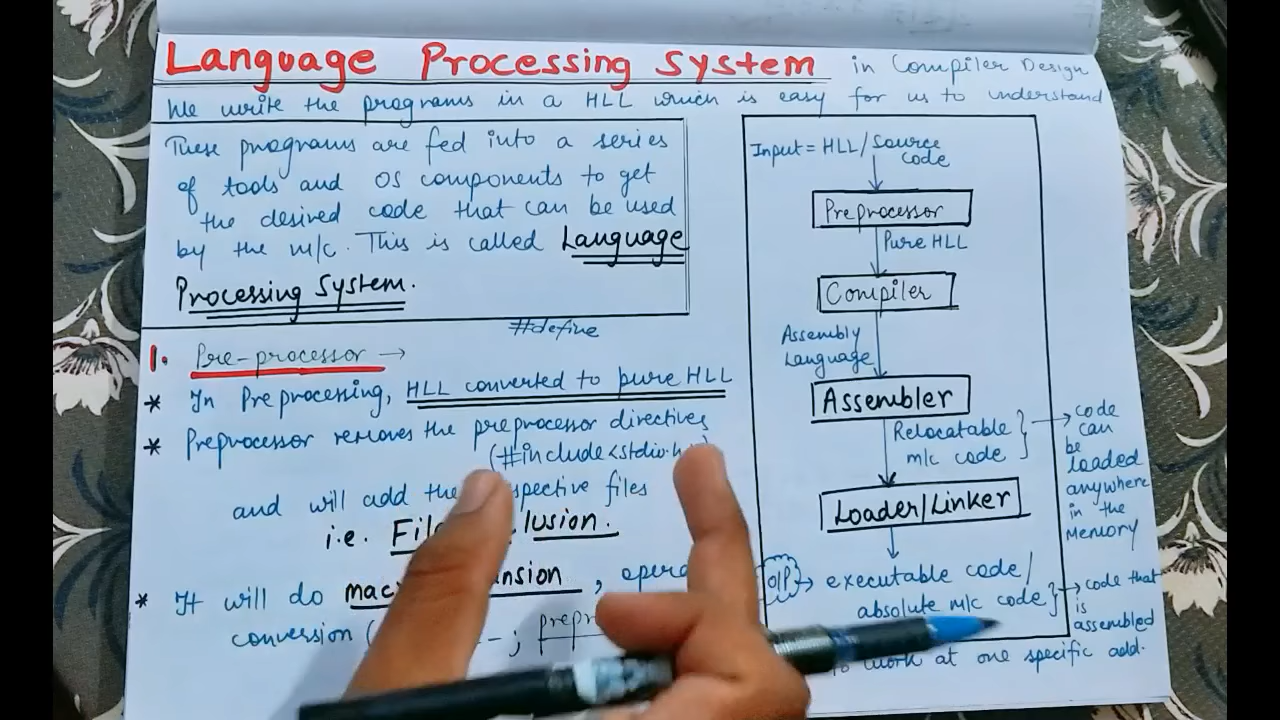 Language Processing System in Compiler Design
We write the programs in a HLL which is easy for us to understand
These programs are fed into a series
of tools and OS components to get
the desired code that can be used
by the m/c. This is called Language
Processing System.
#define
1. Pre-processor →
* In Preprocessing, HLL converted to pure HLL
* Preprocessor removes the preprocessor directives
(#include<stdio.h
and will add the files
i.e.
* It will do
conversion (
Input = HLL/Source
code
Preprocessor
Pure HLL
Compiler
Assembly
Language
Assembler
Relocatable
m/c code
→ code
can
be
loaded
anywhere
in the
Memory
Loader/Linker
O/P → executable code/
absolute m/c code
→ code that
is
assembled
to work at one specific add.